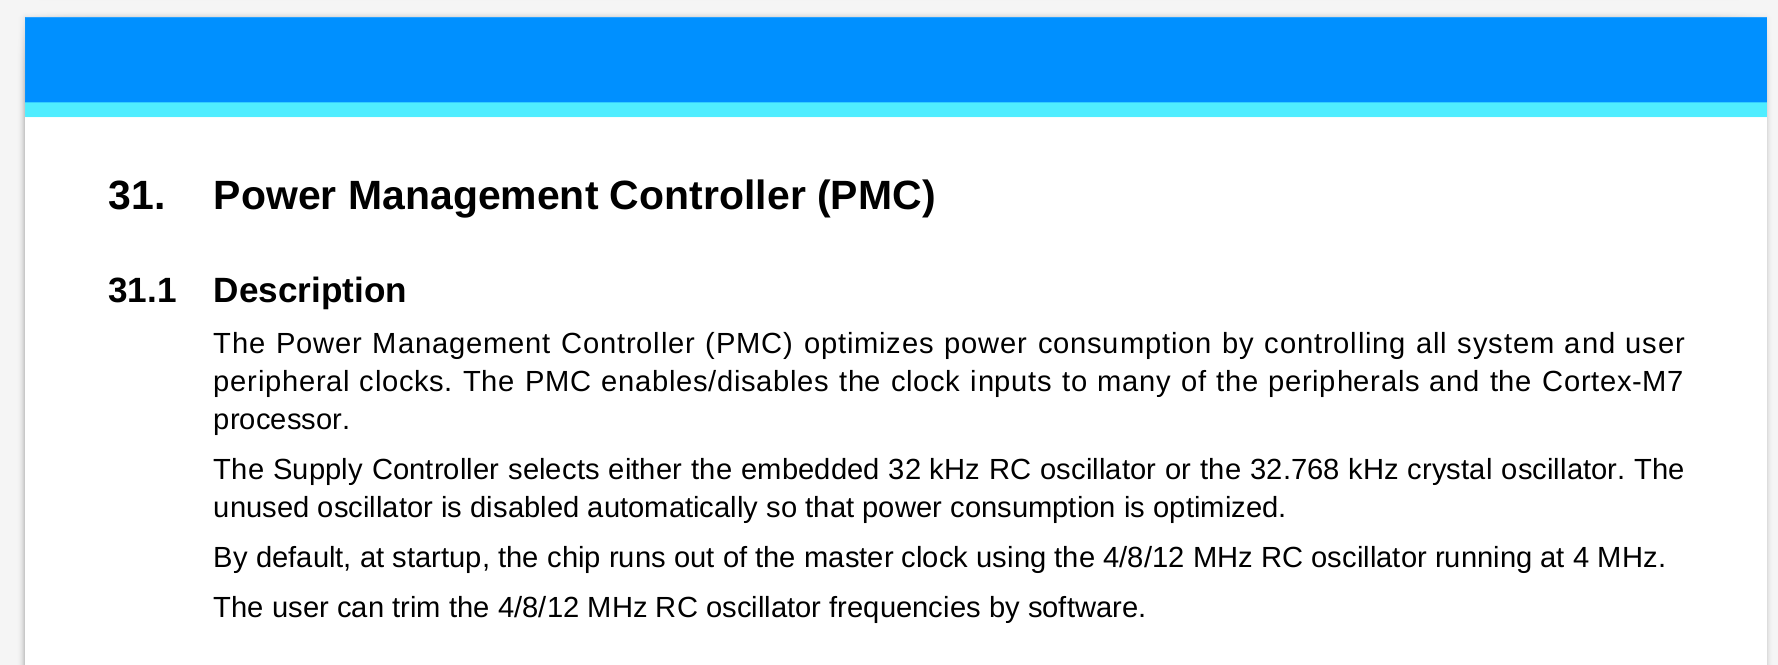 31. Power Management Controller (PMC)
31.1 Description
The Power Management Controller (PMC) optimizes power consumption by controlling all system and user
peripheral clocks. The PMC enables/disables the clock inputs to many of the peripherals and the Cortex-M7
processor.
The Supply Controller selects either the embedded 32 kHz RC oscillator or the 32.768 kHz crystal oscillator. The
unused oscillator is disabled automatically so that power consumption is optimized.
By default, at startup, the chip runs out of the master clock using the 4/8/12 MHz RC oscillator running at 4 MHz.
The user can trim the 4/8/12 MHz RC oscillator frequencies by software.